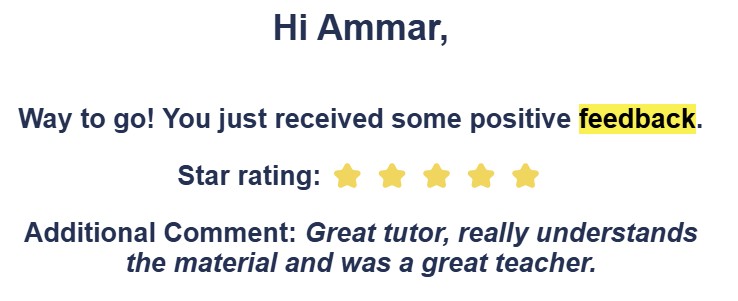 Hi Ammar,
Way to go! You just received some positive feedback.
Star rating:
Additional Comment: Great tutor, really understands
the material and was a great teacher.